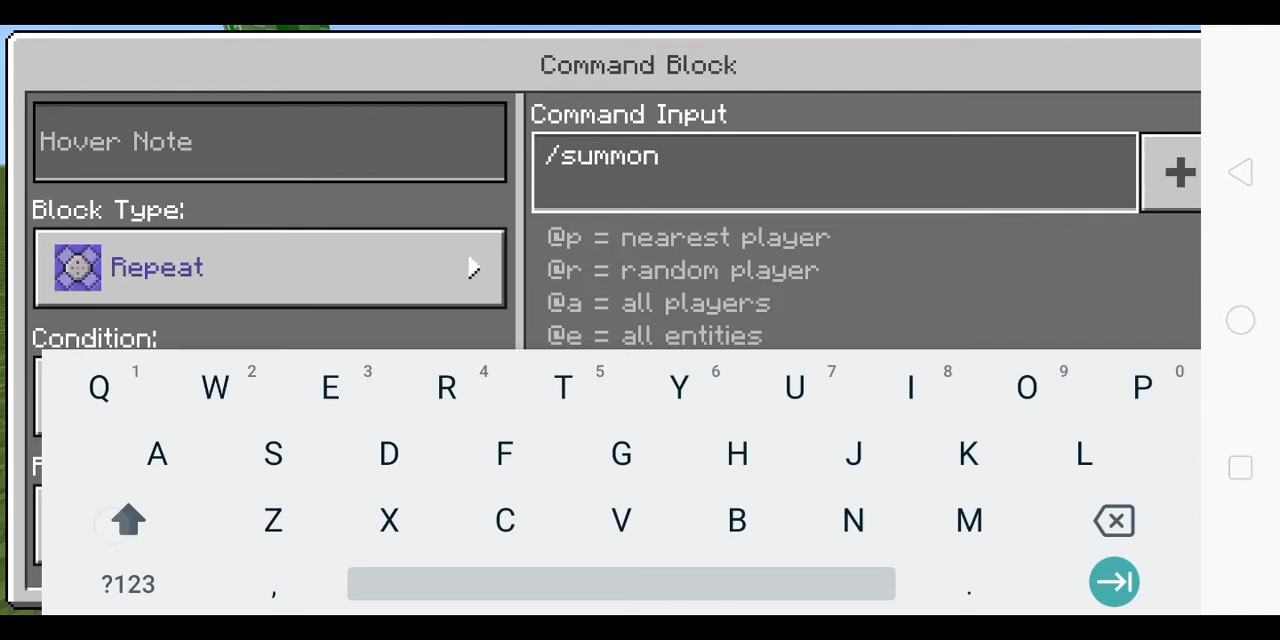 Command Block
Hover Note
Block Type:
Repeat
Condition:
Command Input
/summon
+
@p = nearest player
@r = random player
@a = all players
@e = all entities
Q 1 W 2 E 3 R 4 T 5 Y 6 U 7 I 8 O 9 P 0
A S D F G H J K L
Z X C V B N M
?123 , .